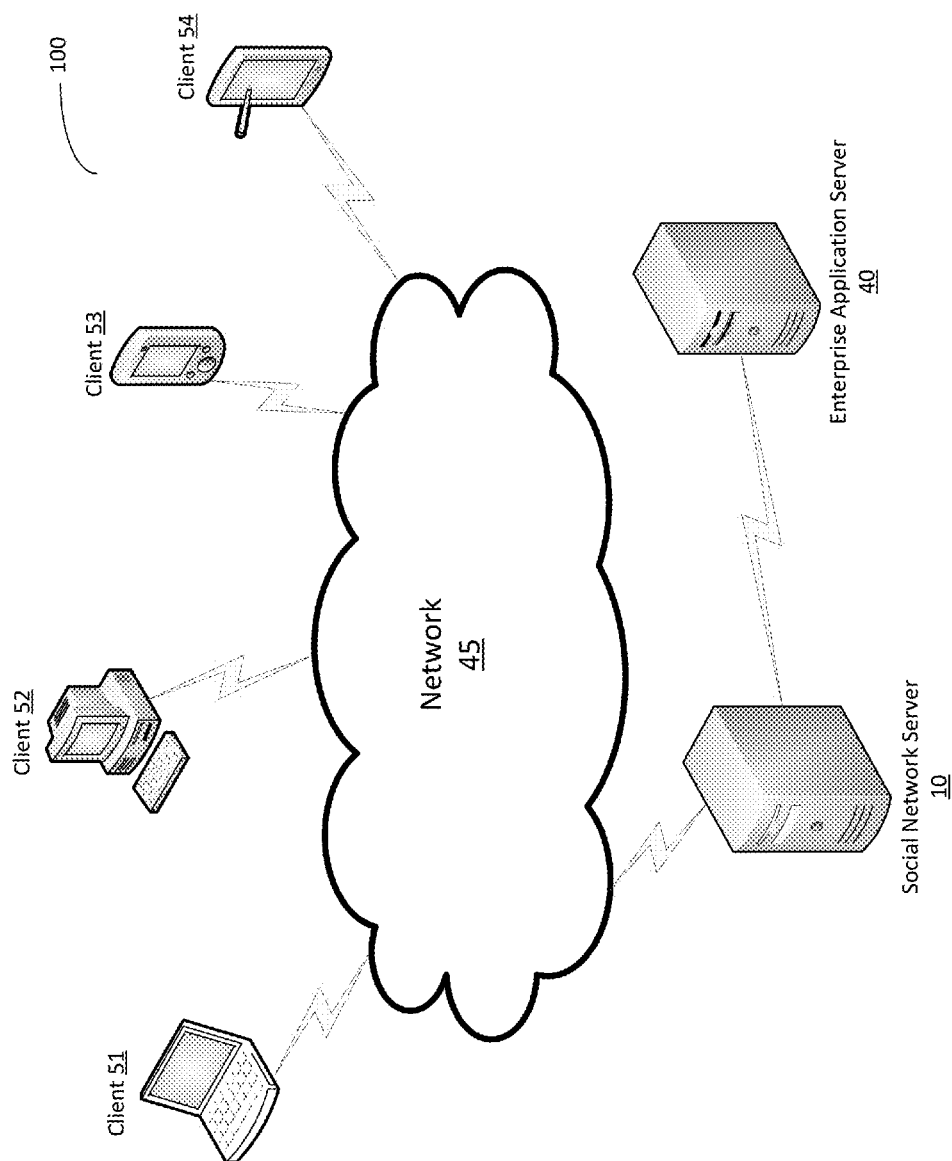 100
Client 51
Client 52
Client 53
Client 54
Network
45
Social Network Server
10
Enterprise Application Server
40